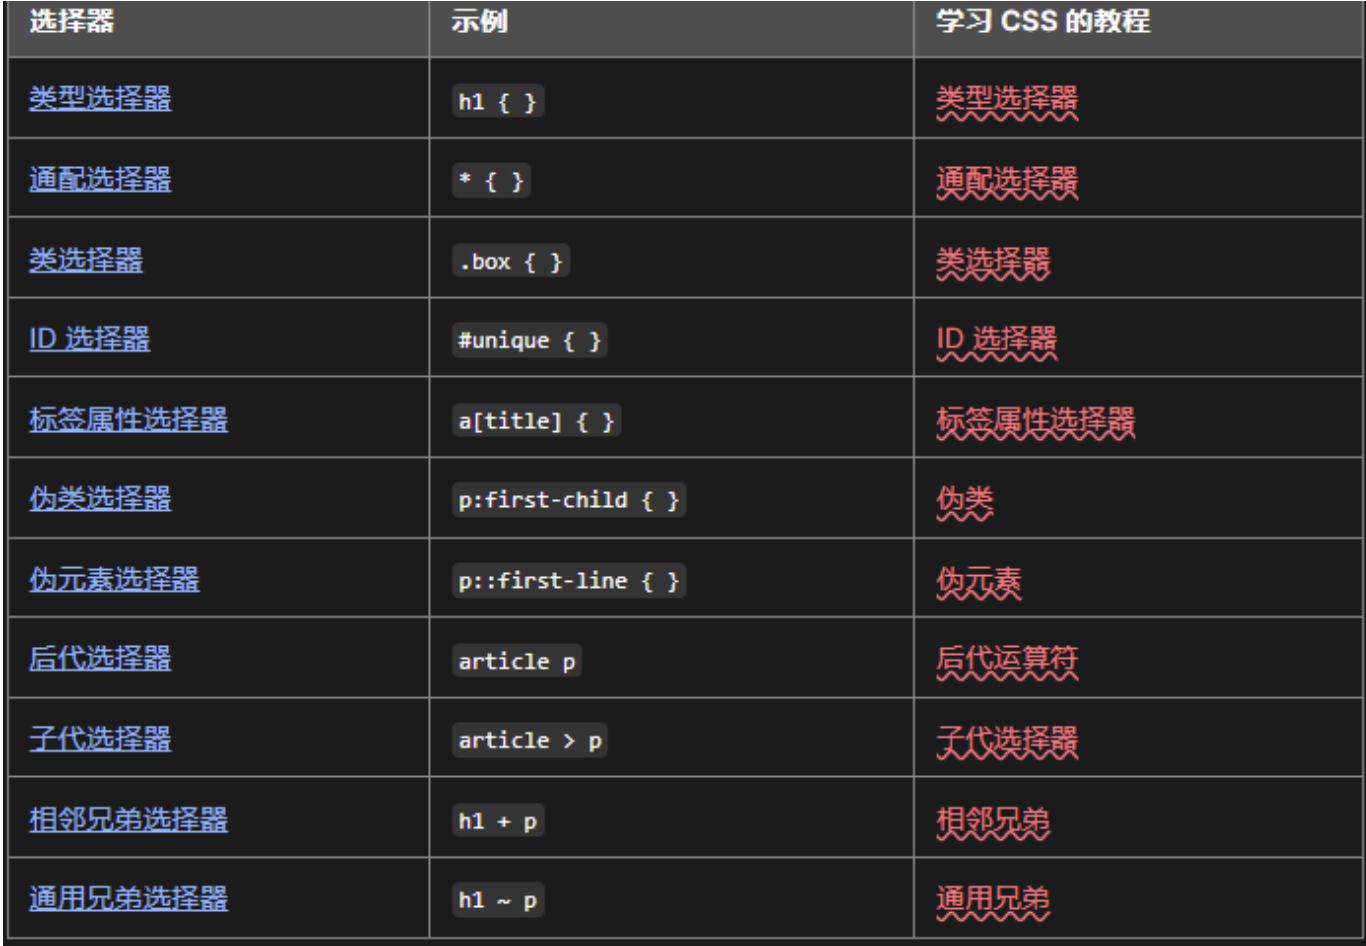 选择器 示例 学习 CSS 的教程
类型选择器 h1 { } 类型选择器
通配选择器 * { } 通配选择器
类选择器 .box { } 类选择器
ID 选择器 #unique { } ID 选择器
标签属性选择器 a[title] { } 标签属性选择器
伪类选择器 p:first-child { } 伪类
伪元素选择器 p::first-line { } 伪元素
后代选择器 article p 后代运算符
子代选择器 article > p 子代选择器
相邻兄弟选择器 h1 + p 相邻兄弟
通用兄弟选择器 h1 ~ p 通用兄弟